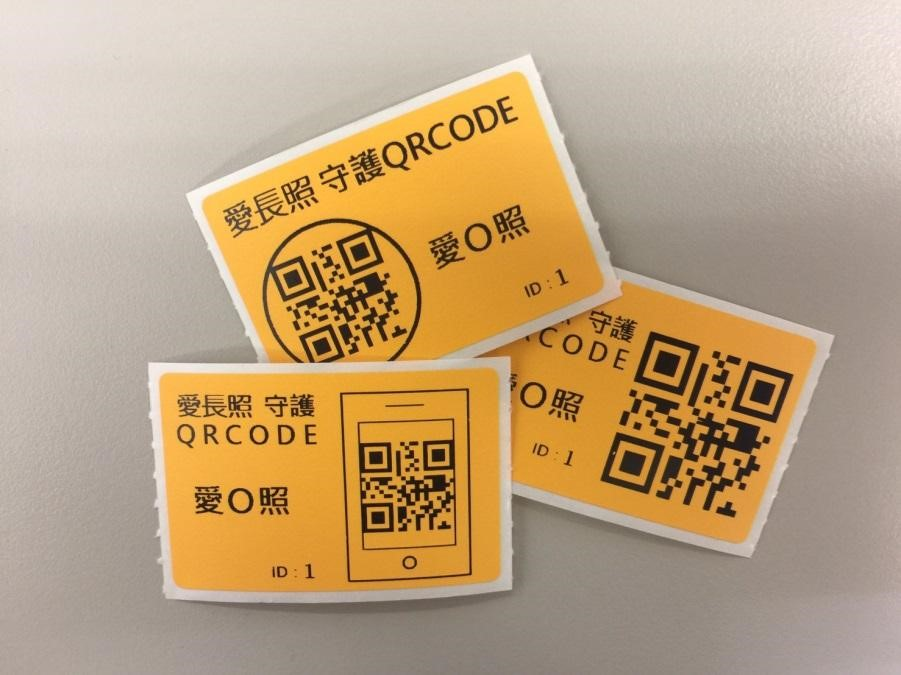 愛長照 守護QRCODE
愛O照
ID : 1
守護
RCODE
愛O照
ID : 1
愛長照 守護
QRCODE
愛O照
ID : 1